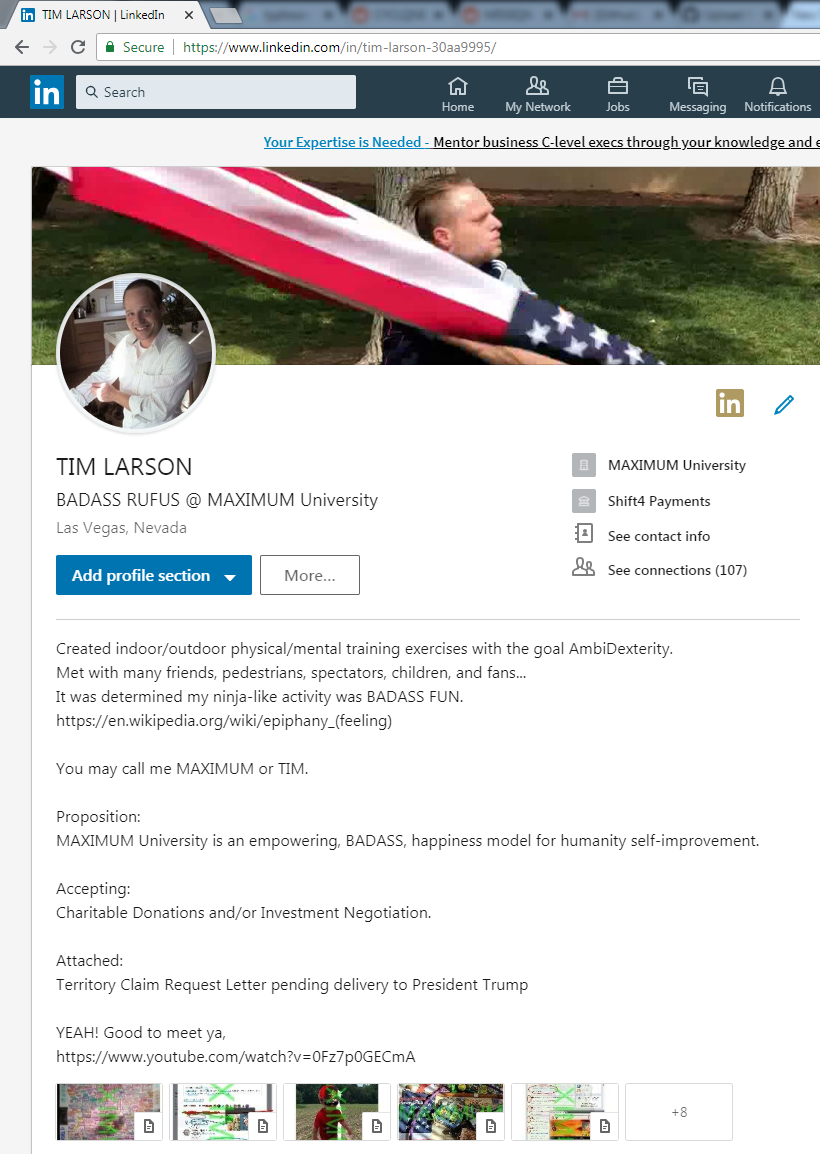 TIM LARSON | LinkedIn
Secure
https://www.linkedin.com/in/tim-larson-30aa9995/
in
Search
Home
My Network
Jobs
Messaging
Notifications
Your Expertise is Needed - Mentor business C-level execs through your knowledge and e
in
TIM LARSON
BADASS RUFUS @ MAXIMUM University
Las Vegas, Nevada
Add profile section
More...
MAXIMUM University
Shift4 Payments
See contact info
See connections (107)
Created indoor/outdoor physical/mental training exercises with the goal AmbiDexterity.
Met with many friends, pedestrians, spectators, children, and fans...
It was determined my ninja-like activity was BADASS FUN.
https://en.wikipedia.org/wiki/epiphany_(feeling)
You may call me MAXIMUM or TIM.
Proposition:
MAXIMUM University is an empowering, BADASS, happiness model for humanity self-improvement.
Accepting:
Charitable Donations and/or Investment Negotiation.
Attached:
Territory Claim Request Letter pending delivery to President Trump
YEAH! Good to meet ya,
https://www.youtube.com/watch?v=0Fz7p0GECmA
+8